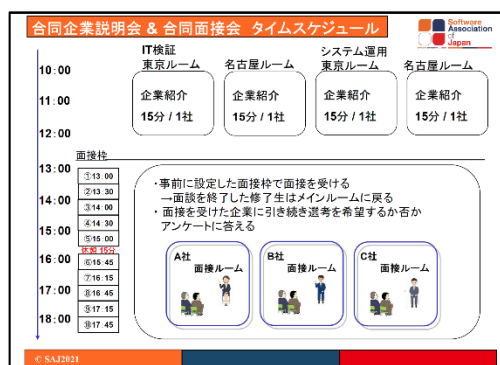 合同企業説明会 & 合同面接会 タイムスケジュール
Software
Association
of
Japan
IT検証
東京ルーム
名古屋ルーム
システム運用
東京ルーム
名古屋ルーム
10:00
11:00
12:00
企業紹介
15分 / 1社
企業紹介
15分 / 1社
企業紹介
15分 / 1社
企業紹介
15分 / 1社
面接枠
13:00
14:00
15:00
16:00
17:00
18:00
①13:00
②13:30
③14:00
④14:30
⑤15:00
休憩 15分
⑥15:45
⑦16:15
⑧16:45
⑨17:15
⑩17:45
・事前に設定した面接枠で面接を受ける
→面談を終了した修了生はメインルームに戻る
・面接を受けた企業に引き続き選考を希望するか否か
アンケートに答える
A社
面接ルーム
B社
面接ルーム
C社
面接ルーム
© SAJ2021